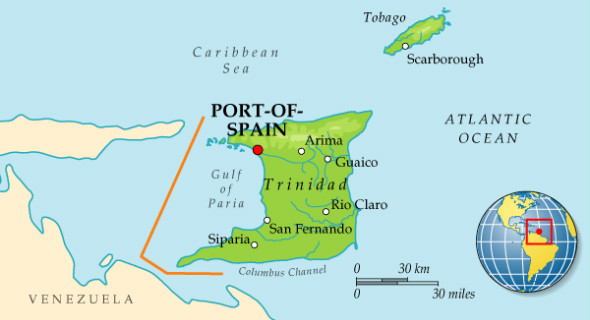 Tobago
Scarborough
Caribbean
Sea
PORT-OF-
SPAIN
ATLANTIC
OCEAN
Arima
Guaico
Gulf
of
Paria
Trinidad
Rio Claro
San Fernando
Siparia
Columbus Channel
0 30 km
0 30 miles
VENEZUELA